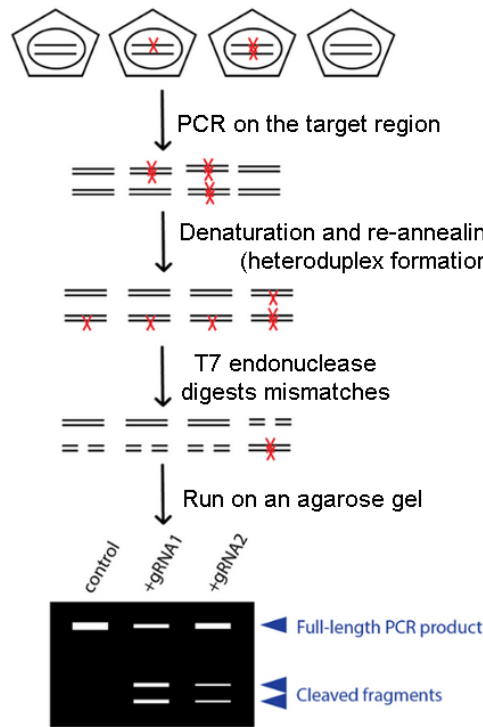 PCR on the target region
Denaturation and re-annealin
(heteroduplex formation
T7 endonuclease
digests mismatches
Run on an agarose gel
control
+gRNA1
+gRNA2
Full-length PCR product
Cleaved fragments